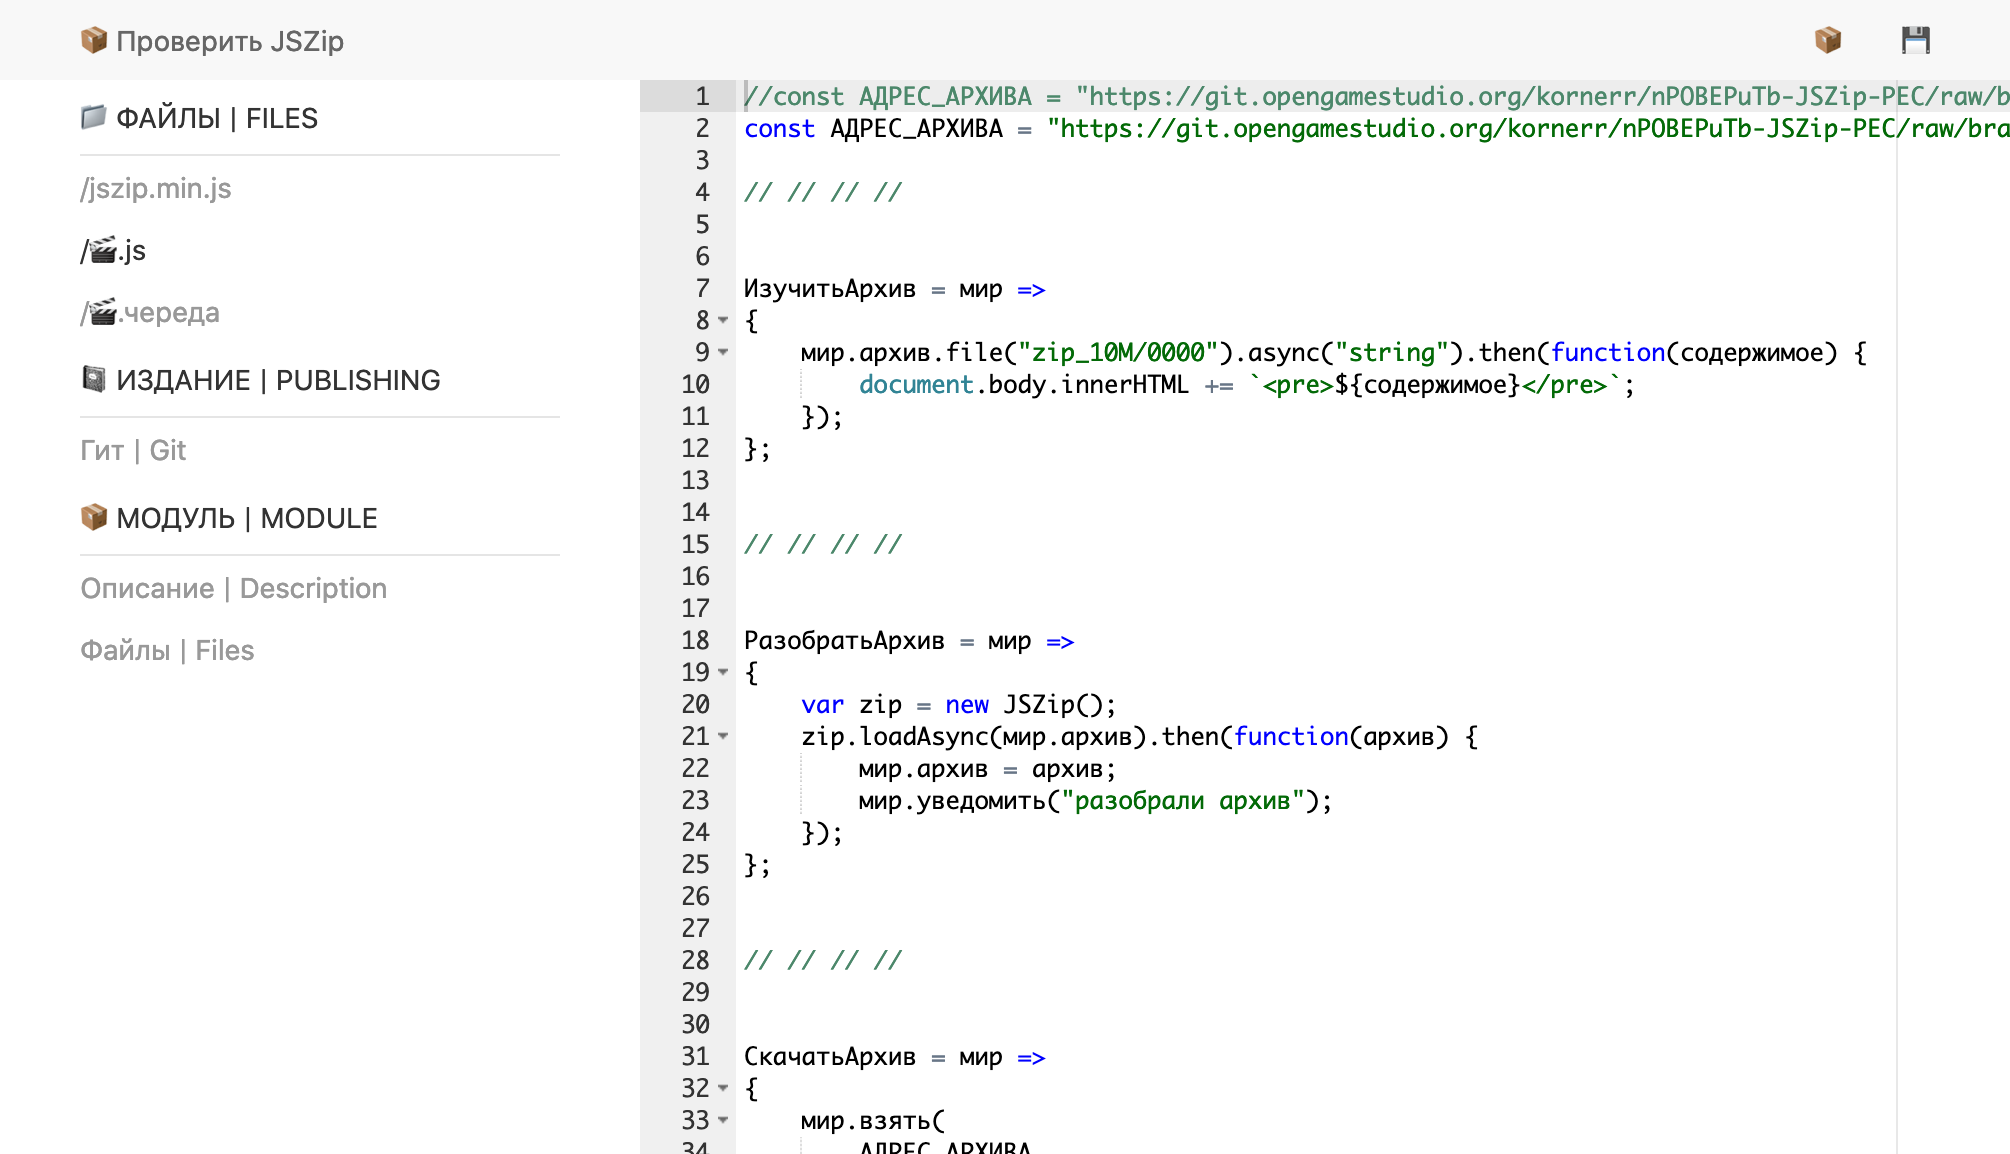 📦 Проверить JSZip
📦 💾
📁 ФАЙЛЫ | FILES
/jszip.min.js
/🎬.js
/🎬.череда
📓 ИЗДАНИЕ | PUBLISHING
Гит | Git
📦 МОДУЛЬ | MODULE
Описание | Description
Файлы | Files
1 //const АДРЕС_АРХИВА = "https://git.opengamestudio.org/kornerr/nPOBEPuTb-JSZip-PEC/raw/b
2 const АДРЕС_АРХИВА = "https://git.opengamestudio.org/kornerr/nPOBEPuTb-JSZip-PEC/raw/bra
3
4 // // // //
5
6
7 ИзучитьАрхив = мир =>
8 {
9     мир.архив.file("zip_10M/0000").async("string").then(function(содержимое) {
10         document.body.innerHTML += `<pre>${содержимое}</pre>`;
11     });
12 };
13
14
15 // // // //
16
17
18 РазобратьАрхив = мир =>
19 {
20     var zip = new JSZip();
21     zip.loadAsync(мир.архив).then(function(архив) {
22         мир.архив = архив;
23         мир.уведомить("разобрали архив");
24     });
25 };
26
27
28 // // // //
29
30
31 СкачатьАрхив = мир =>
32 {
33     мир.взять(
34         АДРЕС_АРХИВА